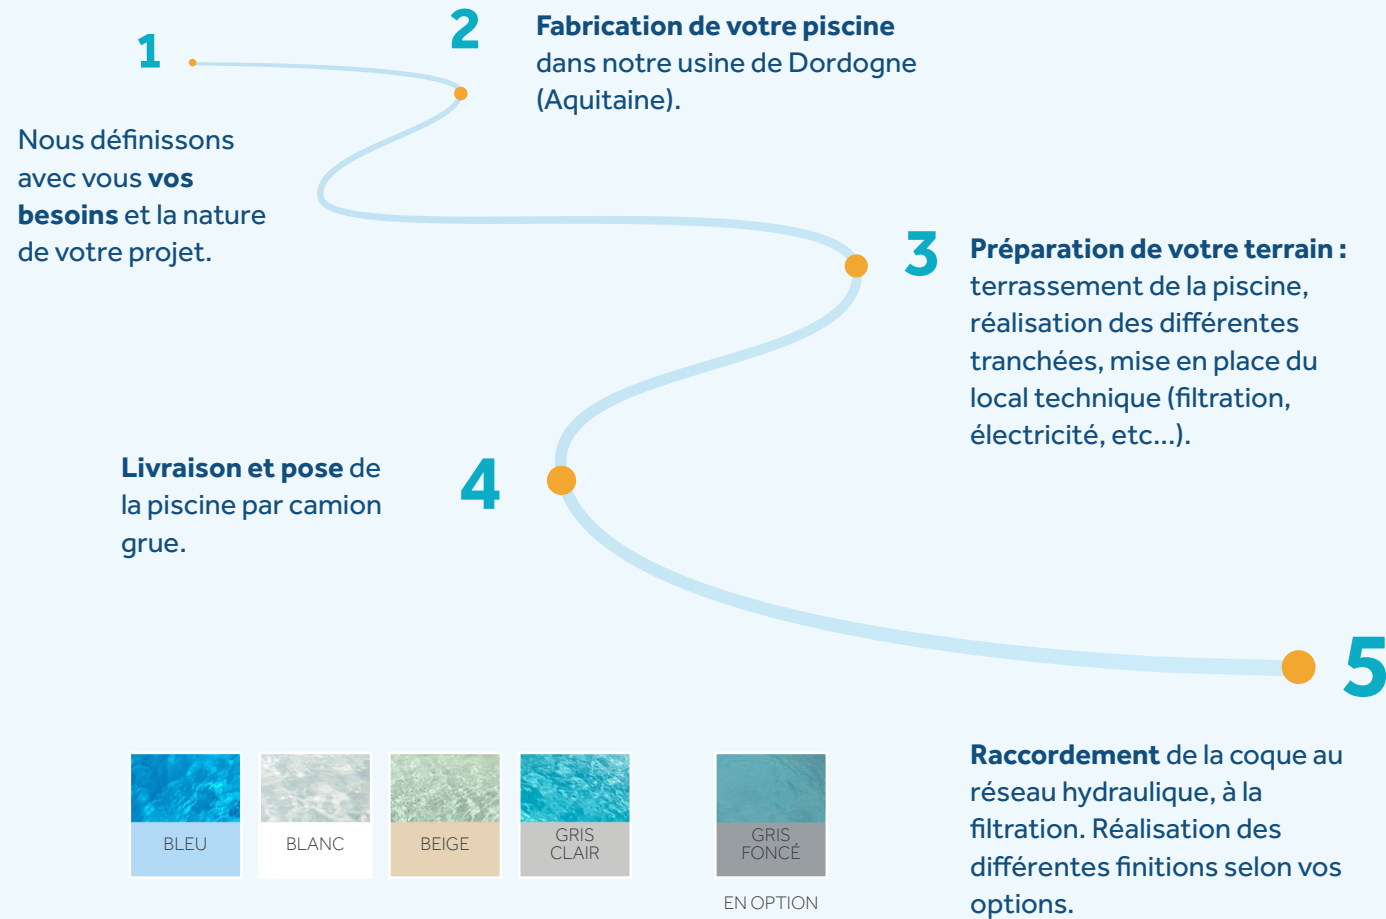 1
Nous définissons
avec vous vos
besoins et la nature
de votre projet.
2
Fabrication de votre piscine
dans notre usine de Dordogne
(Aquitaine).
3
Préparation de votre terrain :
terrassement de la piscine,
réalisation des différentes
tranchées, mise en place du
local technique (filtration,
électricité, etc...).
4
Livraison et pose de
la piscine par camion
grue.
5
Raccordement de la coque au
réseau hydraulique, à la
filtration. Réalisation des
différentes finitions selon vos
options.
BLEU
BLANC
BEIGE
GRIS
CLAIR
GRIS
FONCÉ
EN OPTION